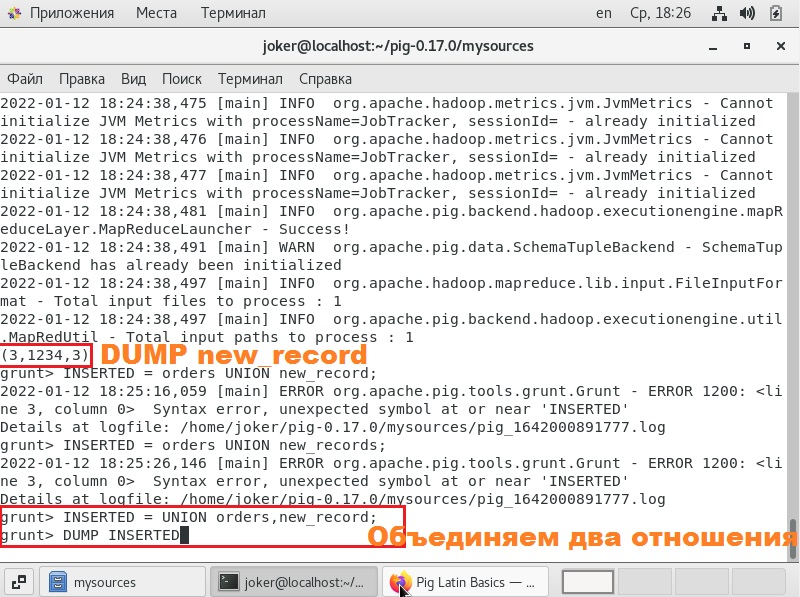 Приложения Места Терминал en Ср, 18:26
joker@localhost:~/pig-0.17.0/mysources
Файл Правка Вид Поиск Терминал Справка
2022-01-12 18:24:38,475 [main] INFO  org.apache.hadoop.metrics.jvm.JvmMetrics - Cannot
initialize JVM Metrics with processName=JobTracker, sessionId= - already initialized
2022-01-12 18:24:38,476 [main] INFO  org.apache.hadoop.metrics.jvm.JvmMetrics - Cannot
initialize JVM Metrics with processName=JobTracker, sessionId= - already initialized
2022-01-12 18:24:38,477 [main] INFO  org.apache.hadoop.metrics.jvm.JvmMetrics - Cannot
initialize JVM Metrics with processName=JobTracker, sessionId= - already initialized
2022-01-12 18:24:38,481 [main] INFO  org.apache.pig.backend.hadoop.executionengine.mapR
educeLayer.MapReduceLauncher - Success!
2022-01-12 18:24:38,491 [main] WARN  org.apache.pig.data.SchemaTupleBackend - SchemaTup
leBackend has already been initialized
2022-01-12 18:24:38,497 [main] INFO  org.apache.hadoop.mapreduce.lib.input.FileInputFor
mat - Total input files to process : 1
2022-01-12 18:24:38,497 [main] INFO  org.apache.pig.backend.hadoop.executionengine.util
.MapRedUtil - Total input paths to process : 1
(3,1234,3) DUMP new_record
grunt> INSERTED = orders UNION new_record;
2022-01-12 18:25:16,059 [main] ERROR org.apache.pig.tools.grunt.Grunt - ERROR 1200: <li
ne 3, column 0>  Syntax error, unexpected symbol at or near 'INSERTED'
Details at logfile: /home/joker/pig-0.17.0/mysources/pig_1642000891777.log
grunt> INSERTED = orders UNION new_records;
2022-01-12 18:25:26,146 [main] ERROR org.apache.pig.tools.grunt.Grunt - ERROR 1200: <li
ne 3, column 0>  Syntax error, unexpected symbol at or near 'INSERTED'
Details at logfile: /home/joker/pig-0.17.0/mysources/pig_1642000891777.log
grunt> INSERTED = UNION orders,new_record;
grunt> DUMP INSERTED Объединяем два отношения
mysources joker@localhost:~/... Pig Latin Basics — ...